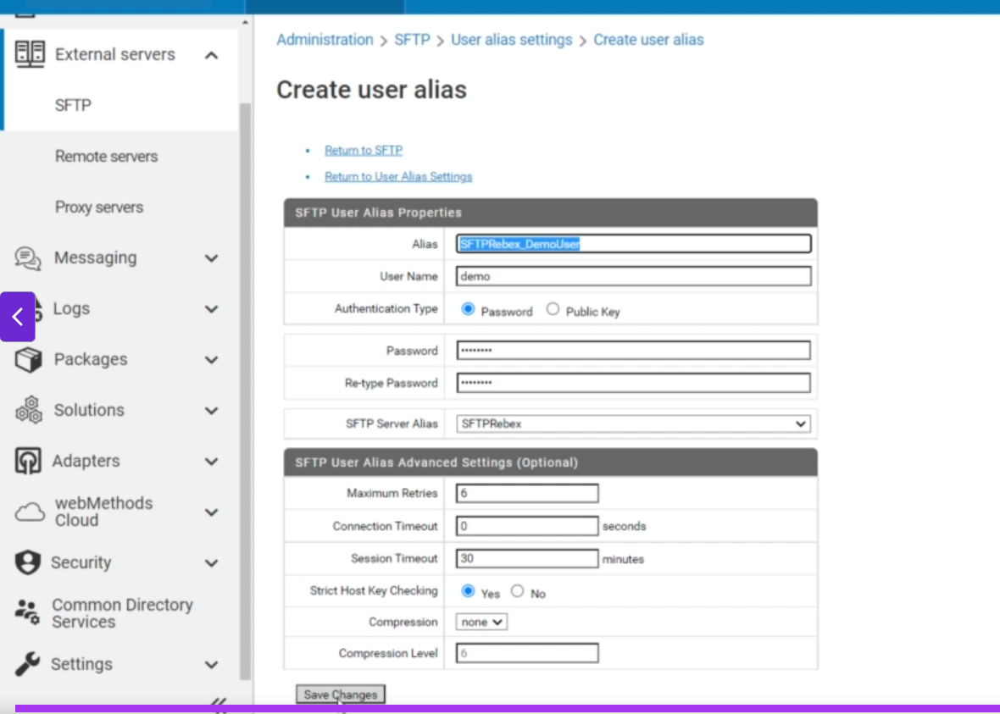 External servers
SFTP
Remote servers
Proxy servers
Messaging
Logs
Packages
Solutions
Adapters
webMethods
Cloud
Security
Common Directory
Services
Settings
Administration > SFTP > User alias settings > Create user alias
Create user alias
• Return to SFTP
• Return to User Alias Settings
SFTP User Alias Properties
Alias SFTPRebex_DemoUser
User Name demo
Authentication Type Password Public Key
Password ••••••••
Re-type Password ••••••••
SFTP Server Alias SFTPRebex
SFTP User Alias Advanced Settings (Optional)
Maximum Retries 6
Connection Timeout 0 seconds
Session Timeout 30 minutes
Strict Host Key Checking Yes No
Compression none
Compression Level 6
Save Changes